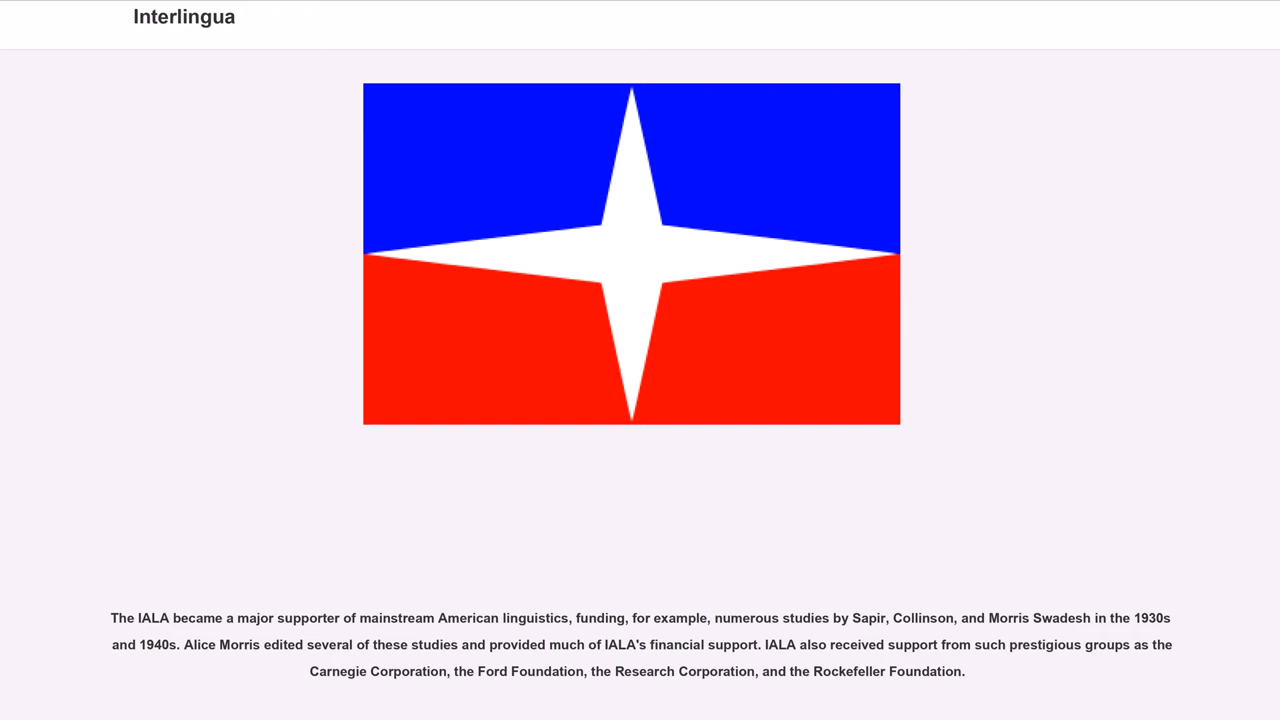 Interlingua
The IALA became a major supporter of mainstream American linguistics, funding, for example, numerous studies by Sapir, Collinson, and Morris Swadesh in the 1930s
and 1940s. Alice Morris edited several of these studies and provided much of IALA's financial support. IALA also received support from such prestigious groups as the
Carnegie Corporation, the Ford Foundation, the Research Corporation, and the Rockefeller Foundation.